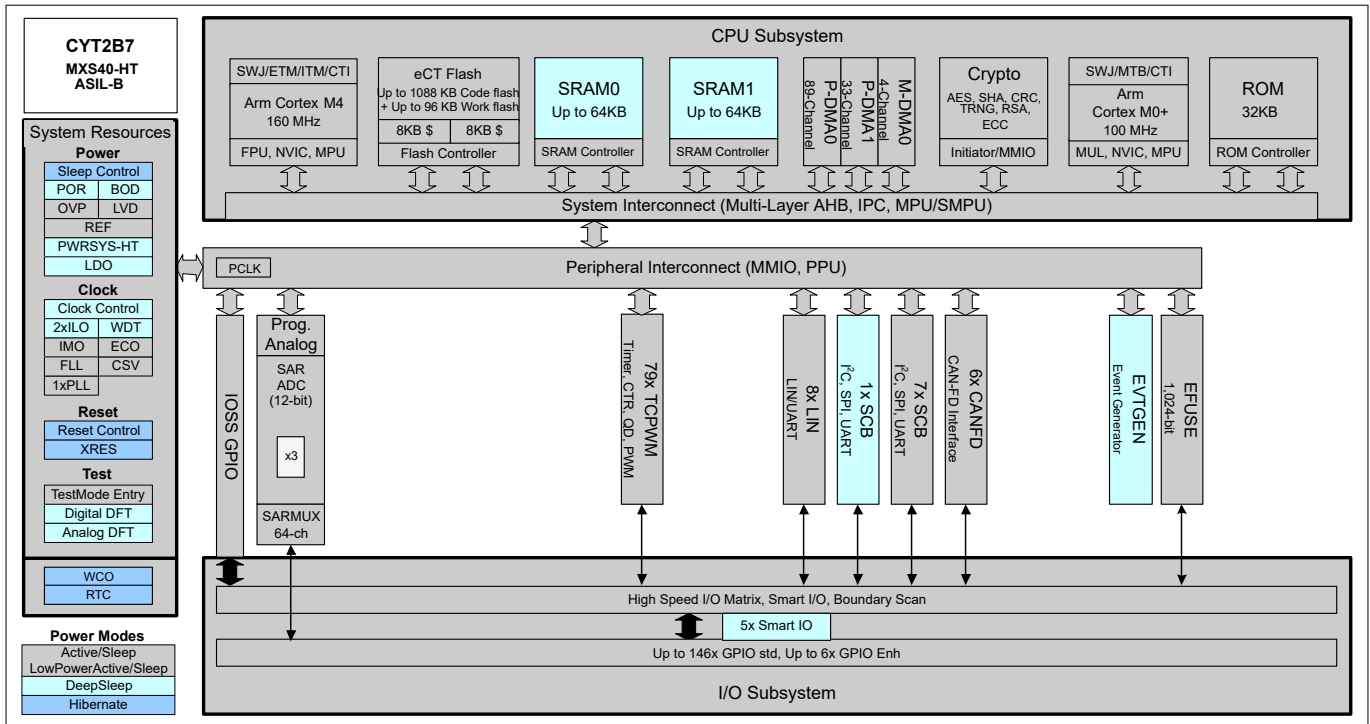 CYT2B7
MXS40-HT
ASIL-B
System Resources
Power
Sleep Control
POR BOD
OVP LVD
REF
PWRSYS-HT
LDO
Clock
Clock Control
2xILO WDT
IMO ECO
FLL CSV
1xPLL
Reset
Reset Control
XRES
Test
TestMode Entry
Digital DFT
Analog DFT
WCO
RTC
Power Modes
Active/Sleep
LowPowerActive/Sleep
DeepSleep
Hibernate
CPU Subsystem
SWJ/ETM/ITM/CTI
Arm Cortex M4
160 MHz
FPU, NVIC, MPU
eCT Flash
Up to 1088 KB Code flash
+ Up to 96 KB Work flash
8KB $ 8KB $
Flash Controller
SRAM0
Up to 64KB
SRAM Controller
SRAM1
Up to 64KB
SRAM Controller
P-DMA0
89-Channel
P-DMA1
33-Channel
M-DMA0
4-Channel
Crypto
AES, SHA, CRC,
TRNG, RSA,
ECC
Initiator/MMIO
SWJ/MTB/CTI
Arm
Cortex M0+
100 MHz
MUL, NVIC, MPU
ROM
32KB
ROM Controller
System Interconnect (Multi-Layer AHB, IPC, MPU/SMPU)
PCLK
Peripheral Interconnect (MMIO, PPU)
IOSS GPIO
Prog.
Analog
SAR
ADC
(12-bit)
x3
SARMUX
64-ch
79x TCPWM
Timer, CTR, QD, PWM
8x LIN
LIN/UART
1x SCB
I²C, SPI, UART
7x SCB
I²C, SPI, UART
6x CANFD
CAN-FD Interface
EVTGEN
Event Generator
EFUSE
1,024-bit
High Speed I/O Matrix, Smart I/O, Boundary Scan
5x Smart IO
Up to 146x GPIO std, Up to 6x GPIO Enh
I/O Subsystem